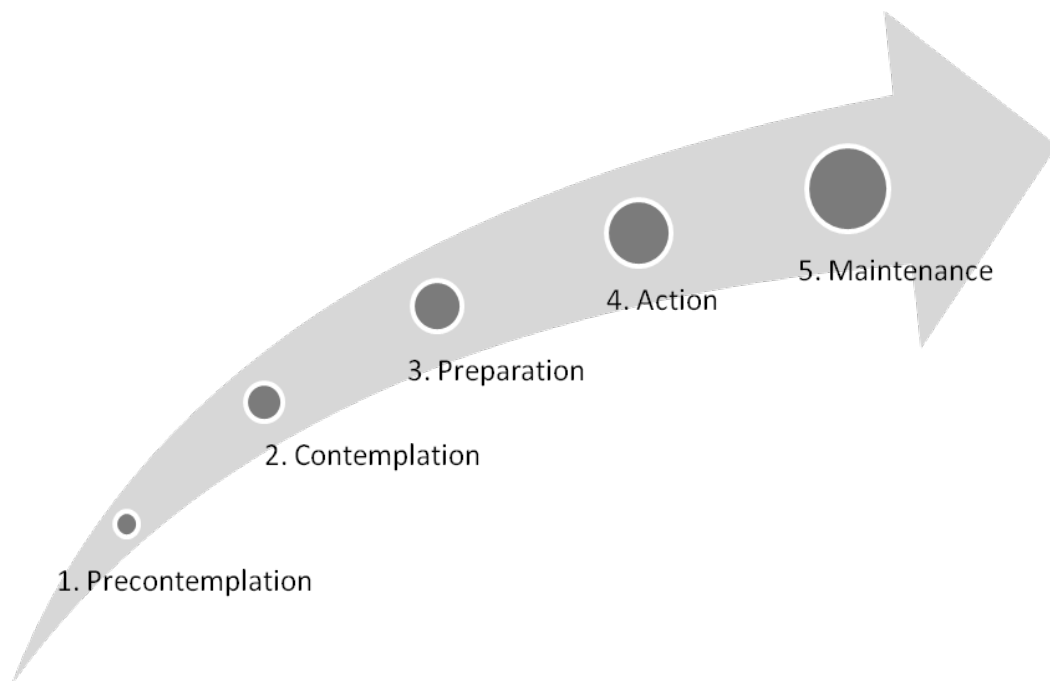 1. Precontemplation
2. Contemplation
3. Preparation
4. Action
5. Maintenance